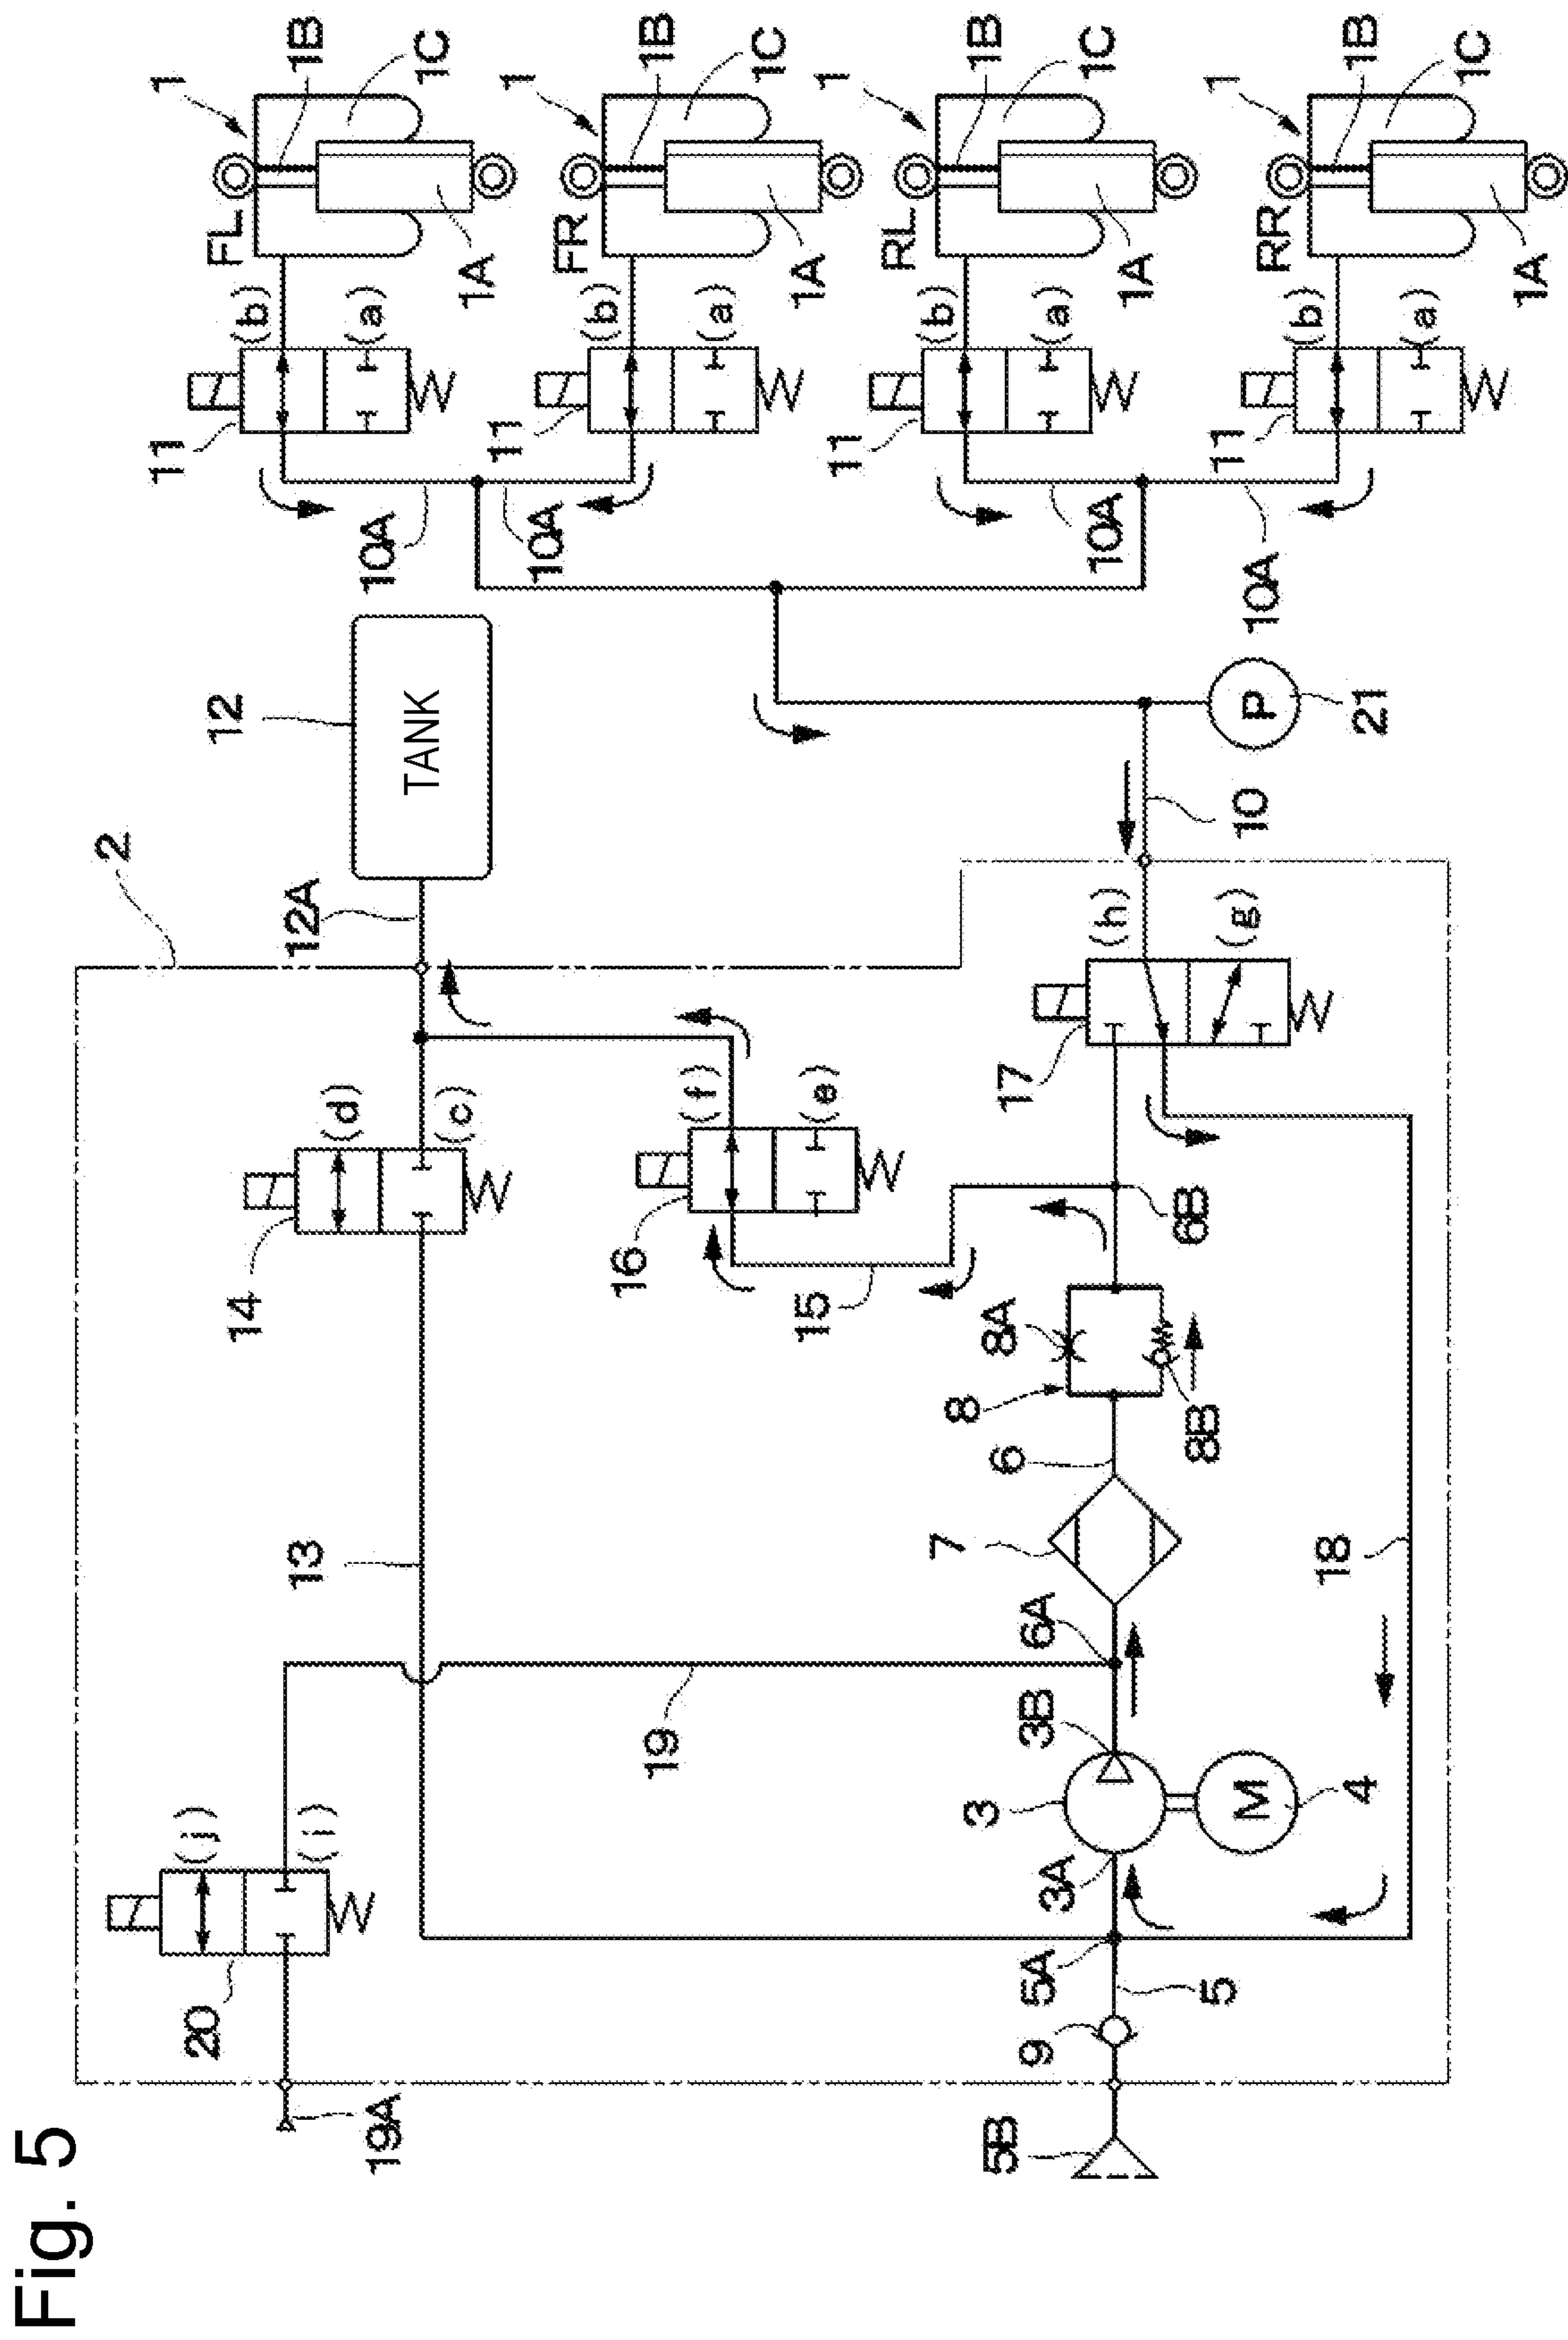 Fig. 5
1
1B
1C
FL
1A
(b)
(a)
11
10A
1
1B
1C
FR
1A
(b)
(a)
11
10A
1
1B
1C
RL
1A
(b)
(a)
11
10A
1
1B
1C
RR
1A
(b)
(a)
11
10A
12
TANK
12A
2
P
21
10
(h)
(g)
17
(d)
(c)
14
(f)
(e)
16
15
6B
8A
8
8B
6
7
13
6A
18
19
3B
3
3A
M
4
(j)
(i)
20
5A
5
9
19A
5B